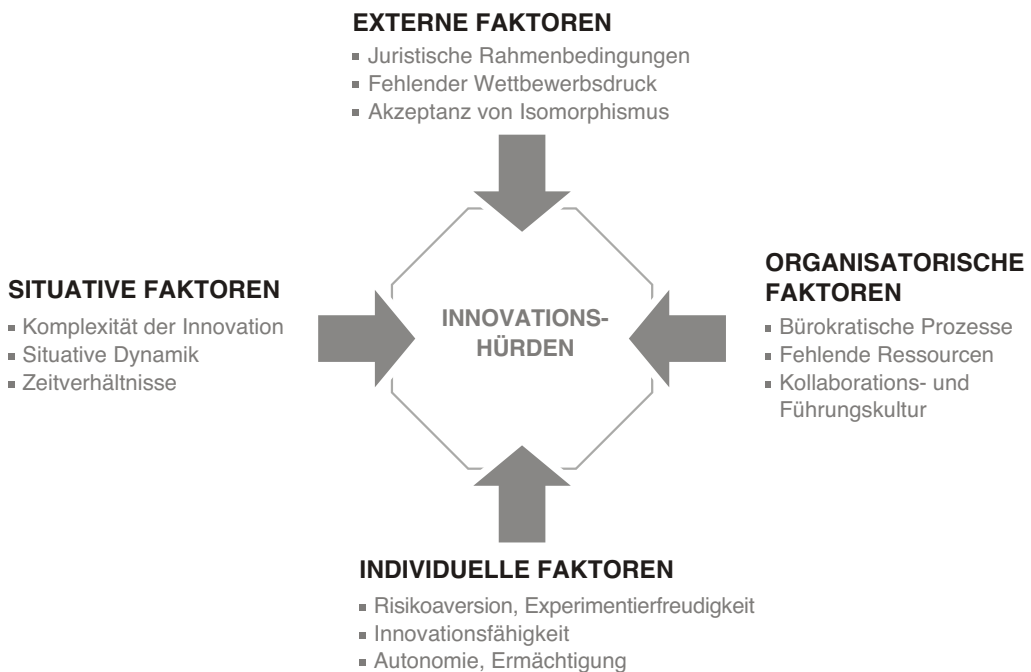 EXTERNE FAKTOREN
▪ Juristische Rahmenbedingungen
▪ Fehlender Wettbewerbsdruck
▪ Akzeptanz von Isomorphismus
SITUATIVE FAKTOREN
▪ Komplexität der Innovation
▪ Situative Dynamik
▪ Zeitverhältnisse
INNOVATIONS-
HÜRDEN
ORGANISATORISCHE
FAKTOREN
▪ Bürokratische Prozesse
▪ Fehlende Ressourcen
▪ Kollaborations- und
Führungskultur
INDIVIDUELLE FAKTOREN
▪ Risikoaversion, Experimentierfreudigkeit
▪ Innovationsfähigkeit
▪ Autonomie, Ermächtigung